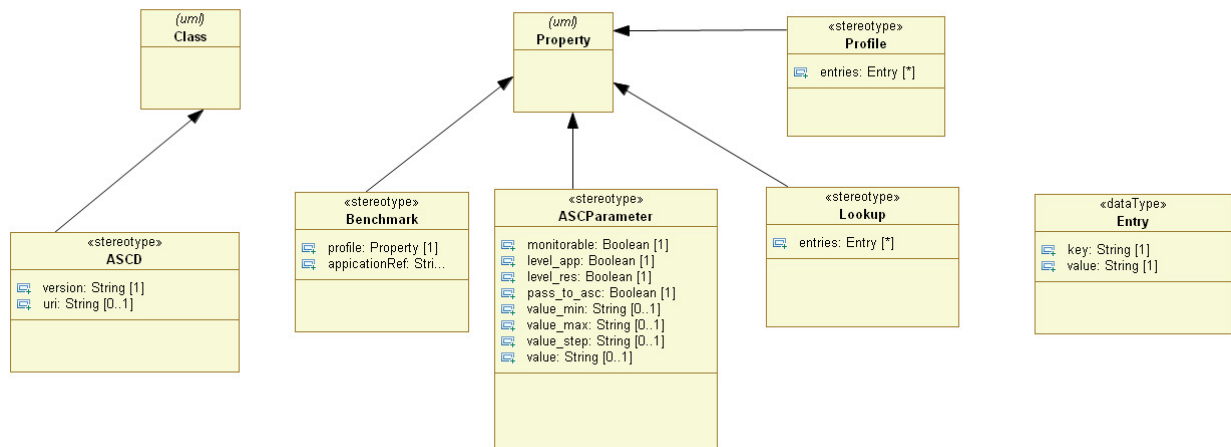 (uml)
Class
(uml)
Property
«stereotype»
Profile
entries: Entry [*]
«stereotype»
ASCD
version: String [1]
uri: String [0..1]
«stereotype»
Benchmark
profile: Property [1]
appicationRef: Stri...
«stereotype»
ASCParameter
monitorable: Boolean [1]
level_app: Boolean [1]
level_res: Boolean [1]
pass_to_asc: Boolean [1]
value_min: String [0..1]
value_max: String [0..1]
value_step: String [0..1]
value: String [0..1]
«stereotype»
Lookup
entries: Entry [*]
«dataType»
Entry
key: String [1]
value: String [1]